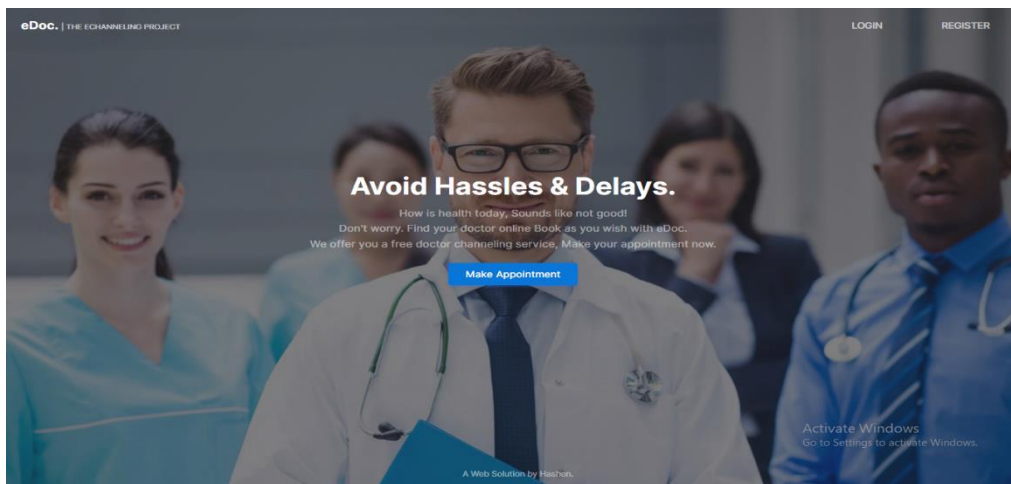 eDoc. | THE ECHANNELING PROJECT
LOGIN
REGISTER
Avoid Hassles & Delays.
How is health today, Sounds like not good!
Don't worry. Find your doctor online Book as you wish with eDoc.
We offer you a free doctor channeling service, Make your appointment now.
Make Appointment
Activate Windows
Go to Settings to activate Windows.
A Web Solution by Hashen.